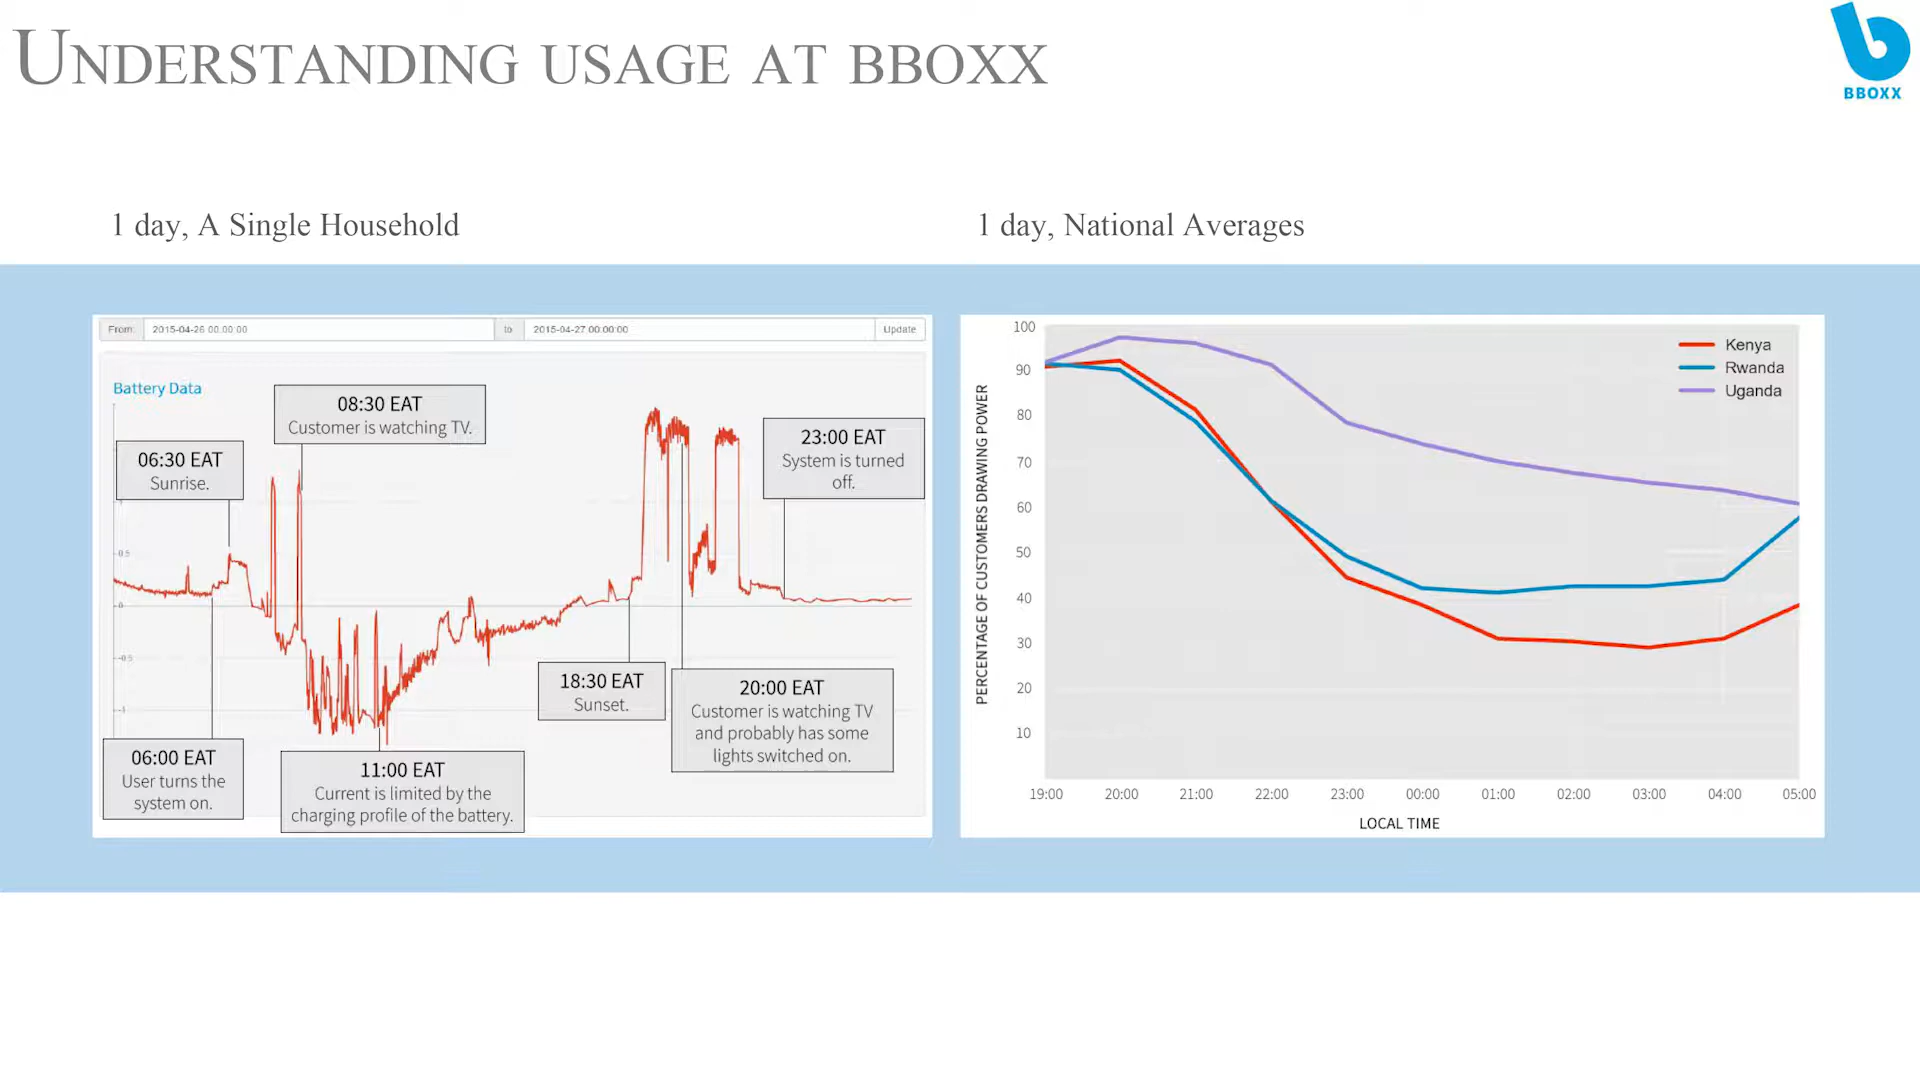 UNDERSTANDING USAGE AT BBOXX
BBOXX
1 day, A Single Household
1 day, National Averages
From: 2015-04-26 00:00:00 to 2015-04-27 00:00:00 Update
Battery Data
08:30 EAT
Customer is watching TV.
06:30 EAT
Sunrise.
23:00 EAT
System is turned
off.
0.5
0
-0.5
-1
18:30 EAT
Sunset.
20:00 EAT
Customer is watching TV
and probably has some
lights switched on.
06:00 EAT
User turns the
system on.
11:00 EAT
Current is limited by the
charging profile of the battery.
PERCENTAGE OF CUSTOMERS DRAWING POWER
100
90
80
70
60
50
40
30
20
10
Kenya
Rwanda
Uganda
19:00 20:00 21:00 22:00 23:00 00:00 01:00 02:00 03:00 04:00 05:00
LOCAL TIME